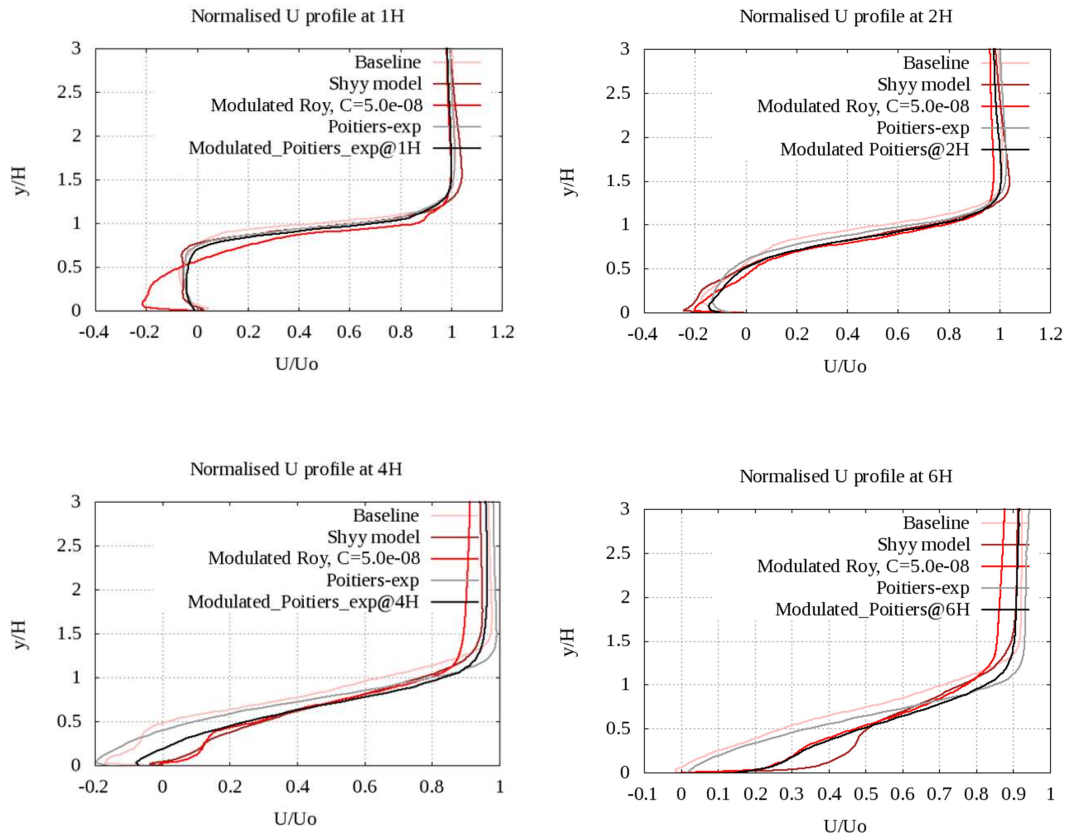 Normalised U profile at 1H
3
2.5
2
1.5
1
0.5
0
y/H
Baseline
Shyy model
Modulated Roy, C=5.0e-08
Poitiers-exp
Modulated_Poitiers_exp@1H
-0.4 -0.2 0 0.2 0.4 0.6 0.8 1 1.2
U/Uo
Normalised U profile at 2H
3
2.5
2
1.5
1
0.5
0
y/H
Baseline
Shyy model
Modulated Roy, C=5.0e-08
Poitiers-exp
Modulated Poitiers@2H
-0.4 -0.2 0 0.2 0.4 0.6 0.8 1 1.2
U/Uo
Normalised U profile at 4H
3
2.5
2
1.5
1
0.5
0
y/H
Baseline
Shyy model
Modulated Roy, C=5.0e-08
Poitiers-exp
Modulated_Poitiers_exp@4H
-0.2 0 0.2 0.4 0.6 0.8 1
U/Uo
Normalised U profile at 6H
3
2.5
2
1.5
1
0.5
0
y/H
Baseline
Shyy model
Modulated Roy, C=5.0e-08
Poitiers-exp
Modulated_Poitiers@6H
-0.1 0 0.1 0.2 0.3 0.4 0.5 0.6 0.7 0.8 0.9 1
U/Uo